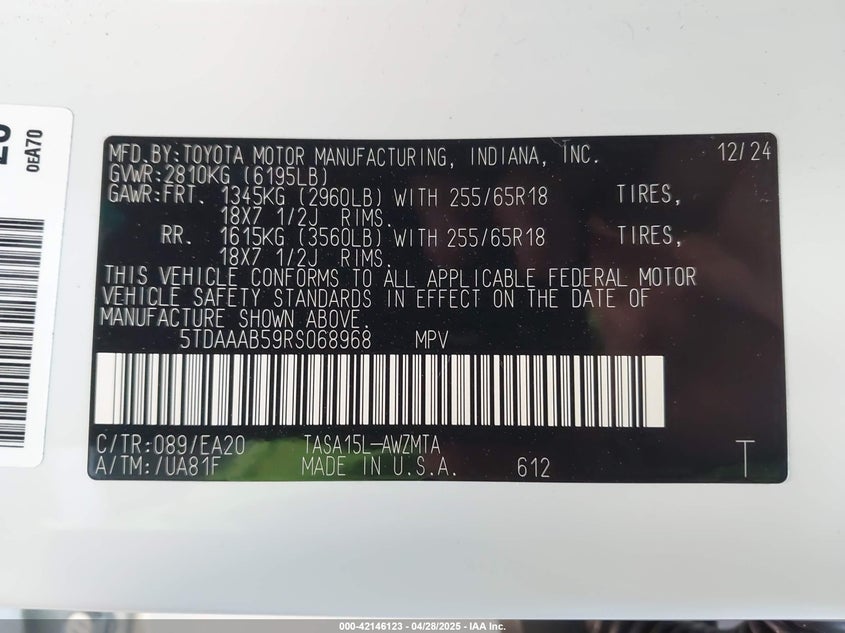 0EA70
MFD.BY:TOYOTA MOTOR MANUFACTURING, INDIANA, INC. 12/24
GVWR:2810KG (6195LB)
GAWR:FRT. 1345KG (2960LB) WITH 255/65R18 TIRES,
18X7 1/2J RIMS.
RR. 1615KG (3560LB) WITH 255/65R18 TIRES,
18X7 1/2J RIMS.
THIS VEHICLE CONFORMS TO ALL APPLICABLE FEDERAL MOTOR
VEHICLE SAFETY STANDARDS IN EFFECT ON THE DATE OF
MANUFACTURE SHOWN ABOVE.
5TDAAAB59RS068968 MPV
C/TR:089/EA20 TASA15L-AWZMTA
A/TM:/UA81F MADE IN U.S.A. 612 T
000-42146123 - 04/28/2025 - IAA Inc.